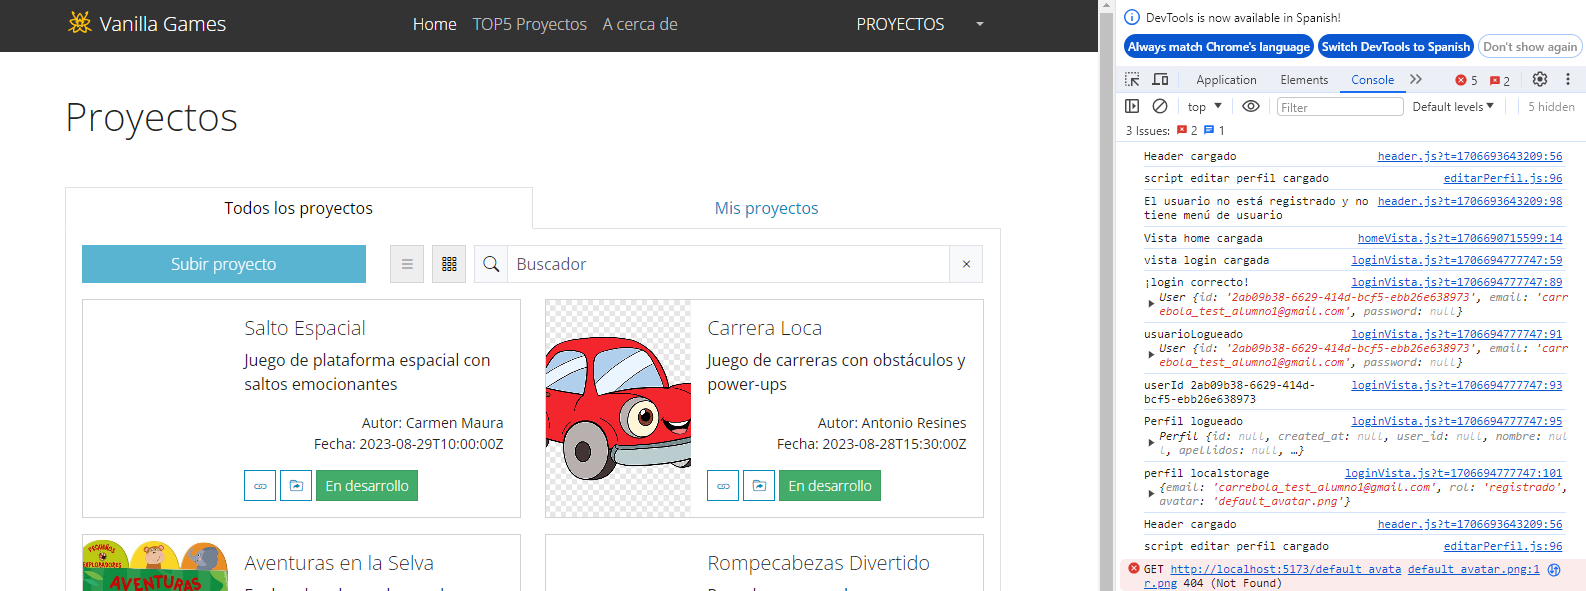 Vanilla Games
Home TOP5 Proyectos A cerca de
PROYECTOS
Proyectos
Todos los proyectos
Mis proyectos
Subir proyecto
Buscador
×
Salto Espacial
Juego de plataforma espacial con
saltos emocionantes
Autor: Carmen Maura
Fecha: 2023-08-29T10:00:00Z
En desarrollo
Carrera Loca
Juego de carreras con obstáculos y
power-ups
Autor: Antonio Resines
Fecha: 2023-08-28T15:30:00Z
En desarrollo
PEQUEÑOS
EXPLORADORES
AVENTURAS
Aventuras en la Selva
Rompecabezas Divertido
DevTools is now available in Spanish!
Always match Chrome's language
Switch DevTools to Spanish
Don't show again
Application Elements Console
5 2
top
Filter
Default levels
5 hidden
3 Issues: 2 1
Header cargado header.js?t=1706693643209:56
script editar perfil cargado editarPerfil.js:96
El usuario no está registrado y no header.js?t=1706693643209:98
tiene menú de usuario
Vista home cargada homeVista.js?t=1706690715599:14
vista login cargada loginVista.js?t=1706694777747:59
¡login correcto! loginVista.js?t=1706694777747:89
User {id: '2ab09b38-6629-414d-bcf5-ebb26e638973', email: 'carr
ebola_test_alumno1@gmail.com', password: null}
usuarioLogueado loginVista.js?t=1706694777747:91
User {id: '2ab09b38-6629-414d-bcf5-ebb26e638973', email: 'carr
ebola_test_alumno1@gmail.com', password: null}
userId 2ab09b38-6629-414d- loginVista.js?t=1706694777747:93
bcf5-ebb26e638973
Perfil logueado loginVista.js?t=1706694777747:95
Perfil {id: null, created_at: null, user_id: null, nombre: nul
l, apellidos: null, …}
perfil localstorage loginVista.js?t=1706694777747:101
{email: 'carrebola_test_alumno1@gmail.com', rol: 'registrado',
avatar: 'default_avatar.png'}
Header cargado header.js?t=1706693643209:56
script editar perfil cargado editarPerfil.js:96
GET http://localhost:5173/default_avata default_avatar.png:1
r.png 404 (Not Found)